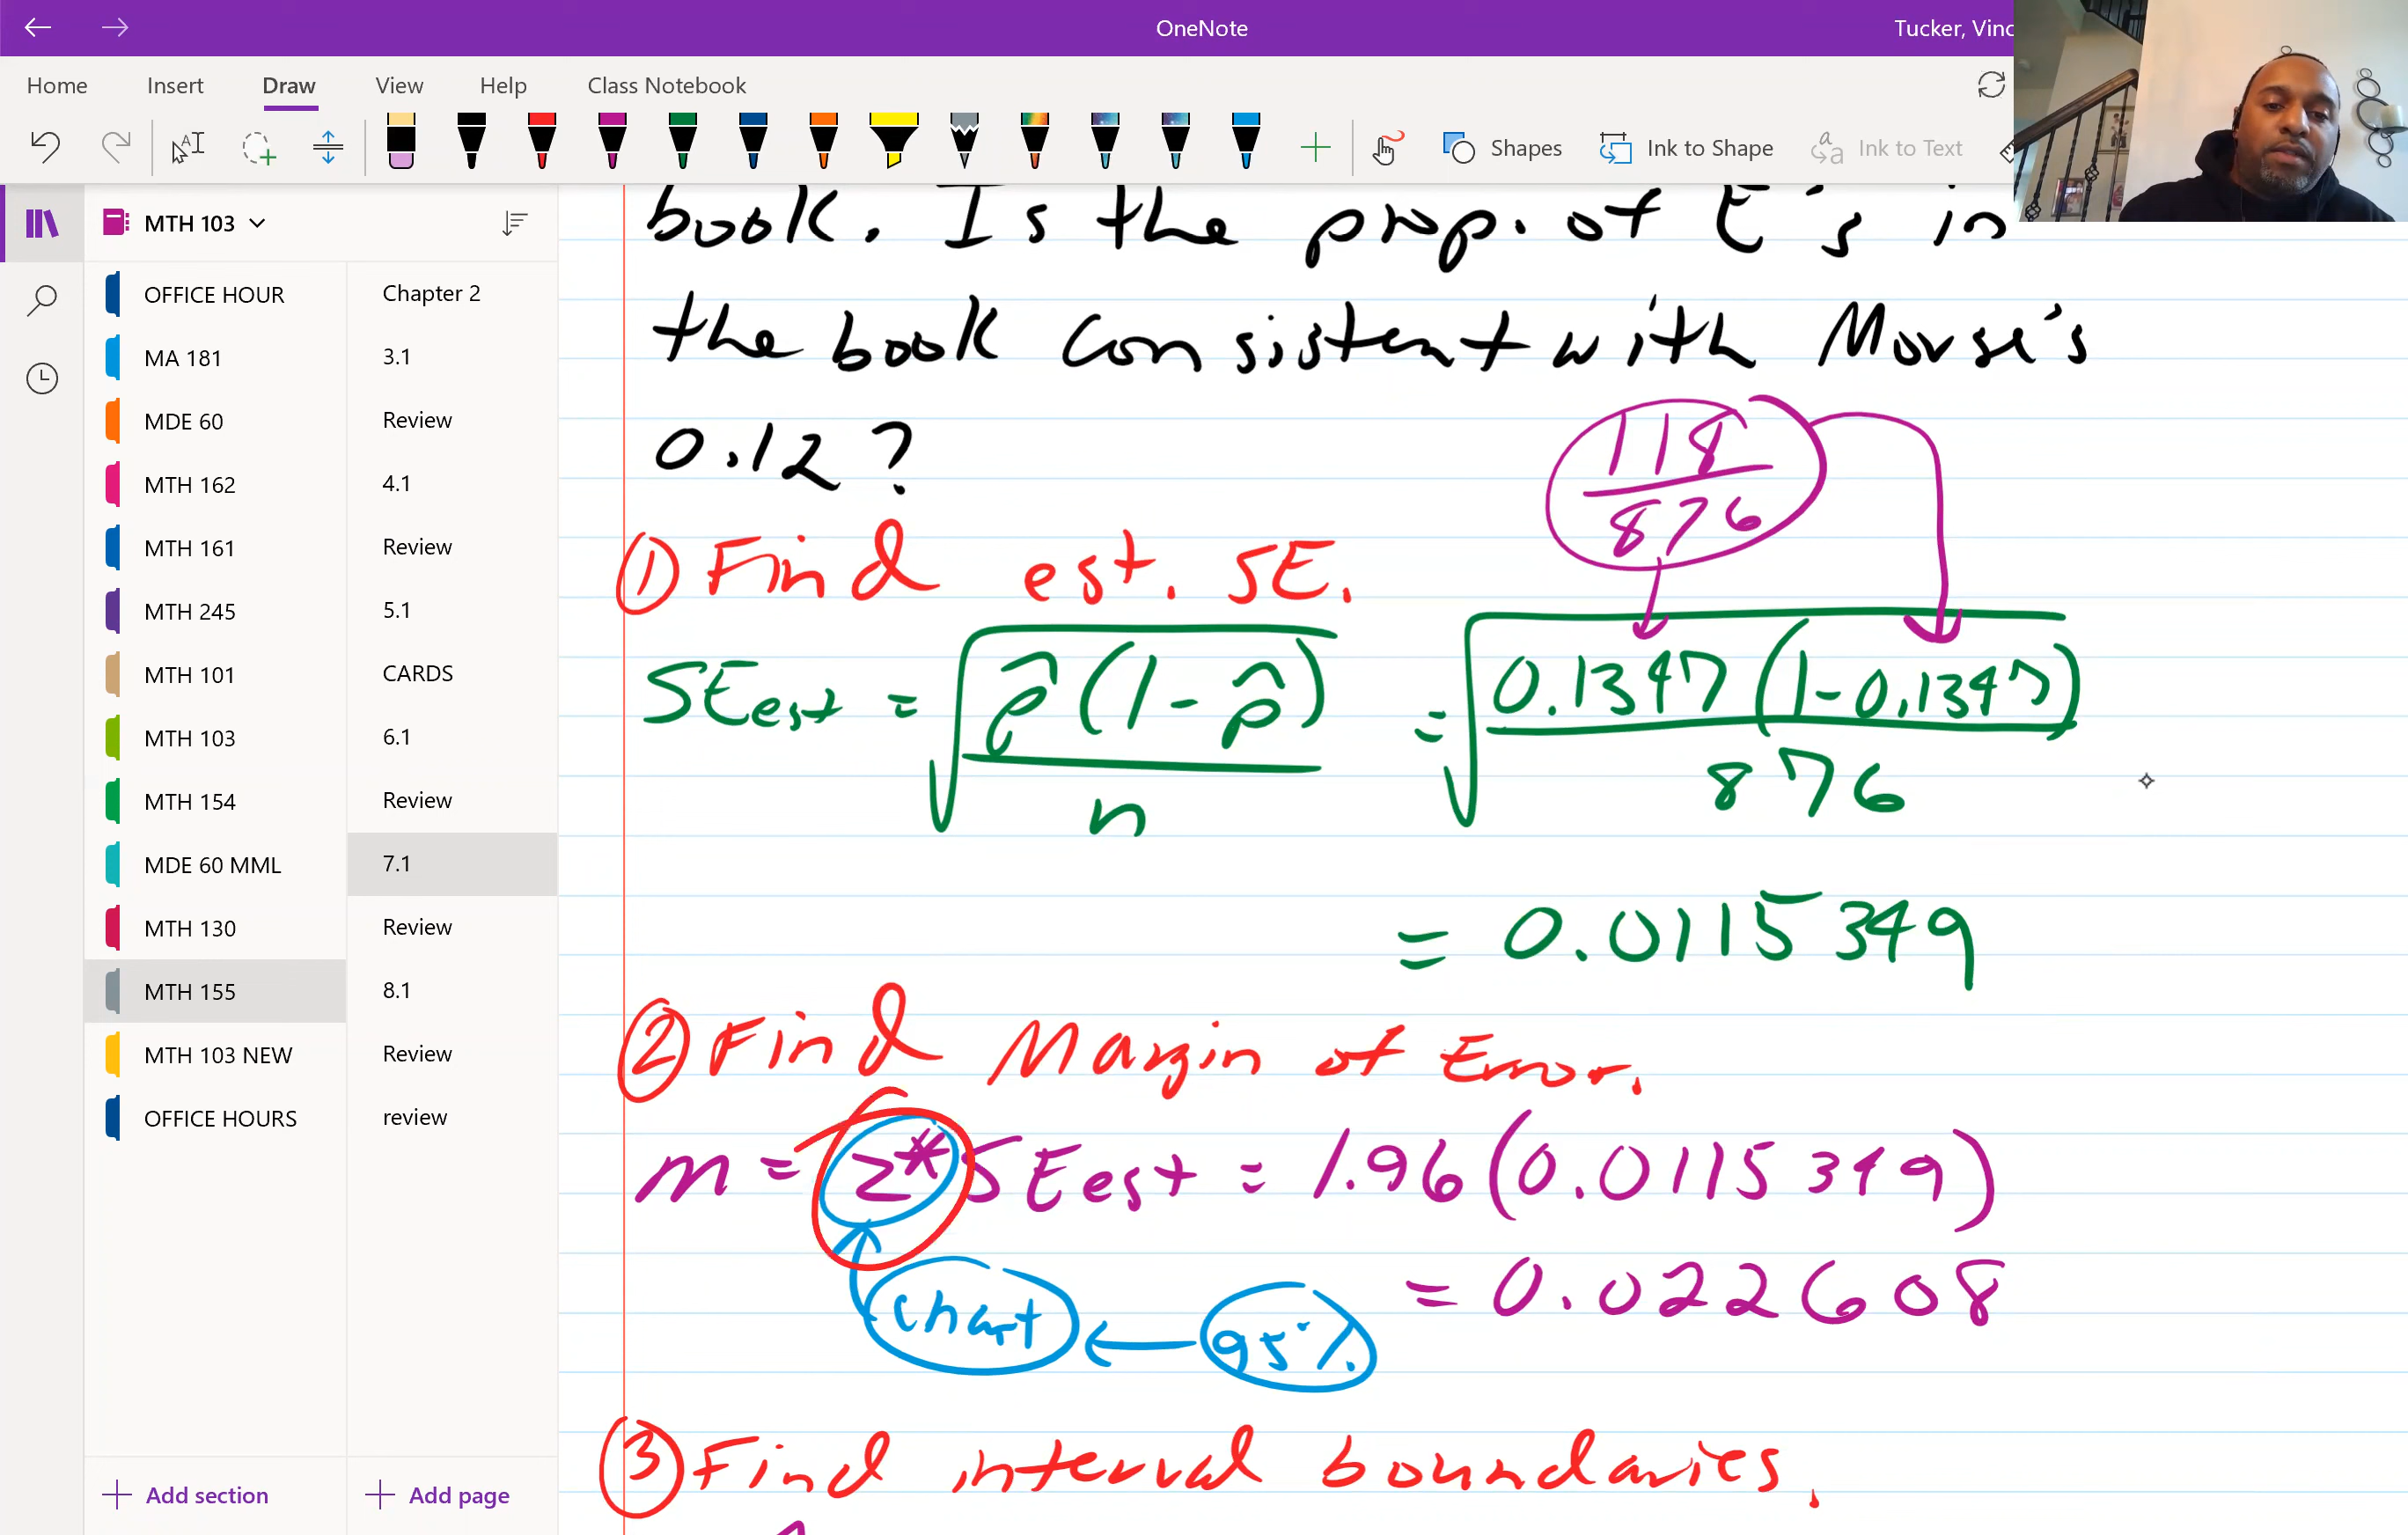 OneNote
Tucker, Vinc
Home Insert Draw View Help Class Notebook
Shapes Ink to Shape Ink to Text
MTH 103
OFFICE HOUR
MA 181
MDE 60
MTH 162
MTH 161
MTH 245
MTH 101
MTH 103
MTH 154
MDE 60 MML
MTH 130
MTH 155
MTH 103 NEW
OFFICE HOURS
Add section
Chapter 2
3.1
Review
4.1
Review
5.1
CARDS
6.1
Review
7.1
Review
8.1
Review
review
Add page
book. Is the prop. of E's in
the book consistent with Morse's
0.12?
118/876
① Find est. SE.
SEest = √(p̂(1-p̂)/n) = √(0.1347(1-0.1347)/876)
= 0.0115349
② Find Margin of Error.
m = z* SEest = 1.96(0.0115349)
= 0.022608
chart ← 95%
③ Find interval boundaries.